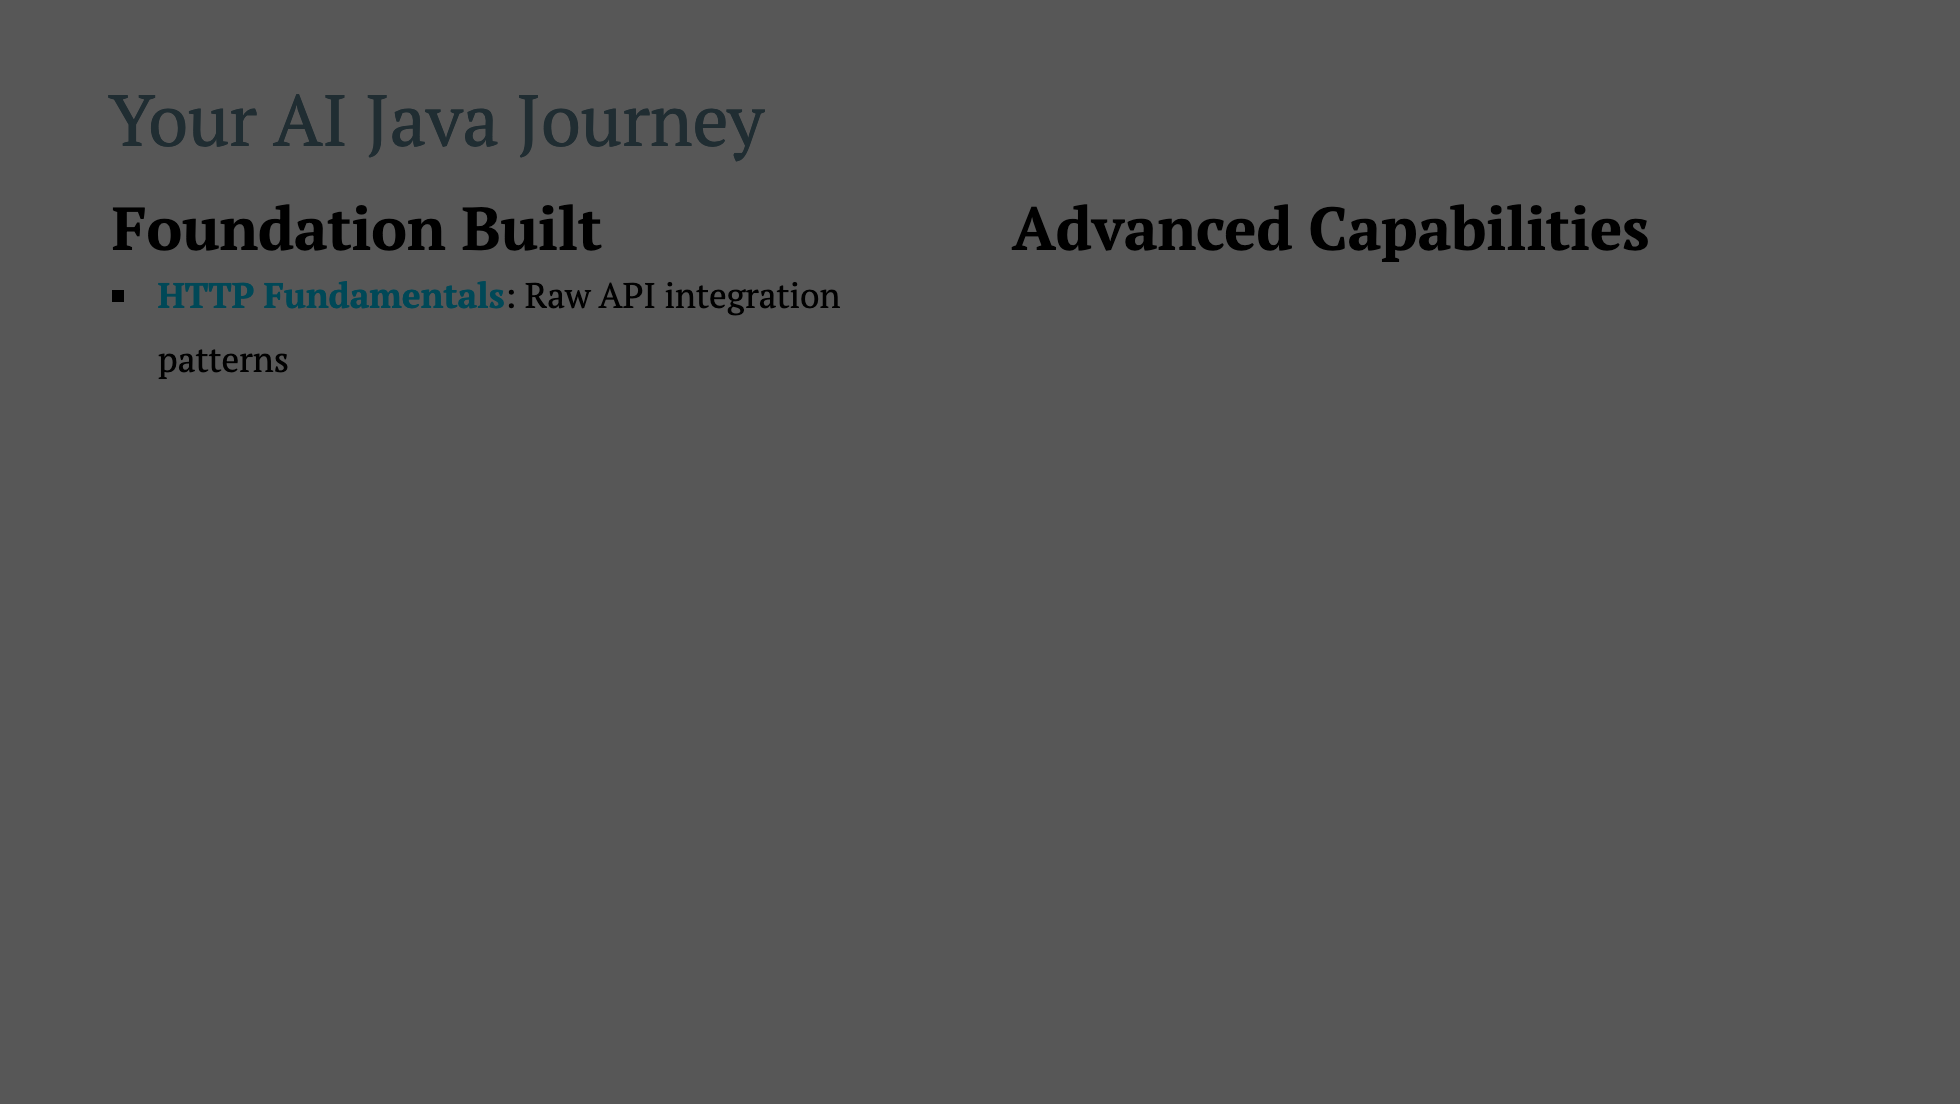 Your AI Java Journey
Foundation Built
HTTP Fundamentals: Raw API integration
patterns
Advanced Capabilities